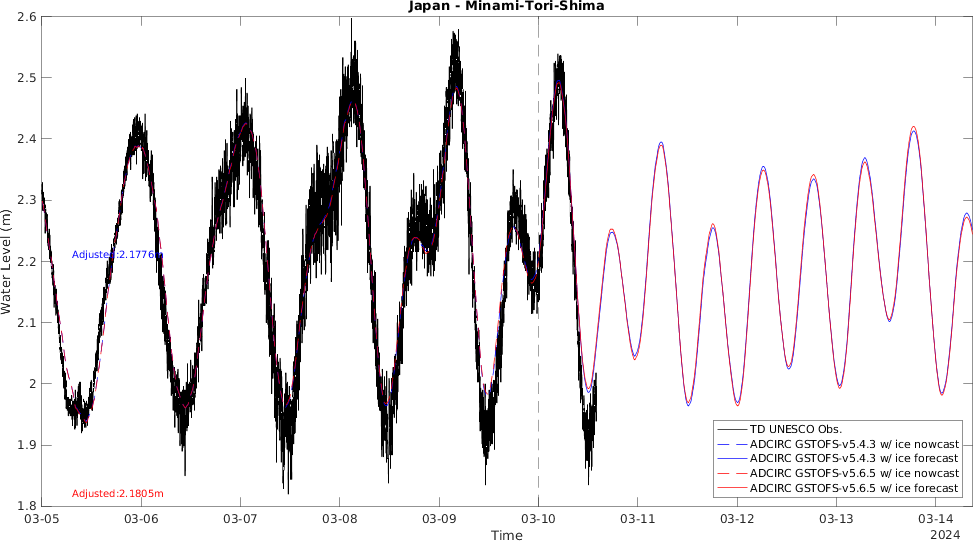 Japan - Minami-Tori-Shima
2.6
2.5
2.4
2.3
2.2
2.1
2
1.9
1.8
Water Level (m)
Adjusted:2.1776m
Adjusted:2.1805m
TD UNESCO Obs.
ADCIRC GSTOFS-v5.4.3 w/ ice nowcast
ADCIRC GSTOFS-v5.4.3 w/ ice forecast
ADCIRC GSTOFS-v5.6.5 w/ ice nowcast
ADCIRC GSTOFS-v5.6.5 w/ ice forecast
03-05 03-06 03-07 03-08 03-09 03-10 03-11 03-12 03-13 03-14
Time
2024